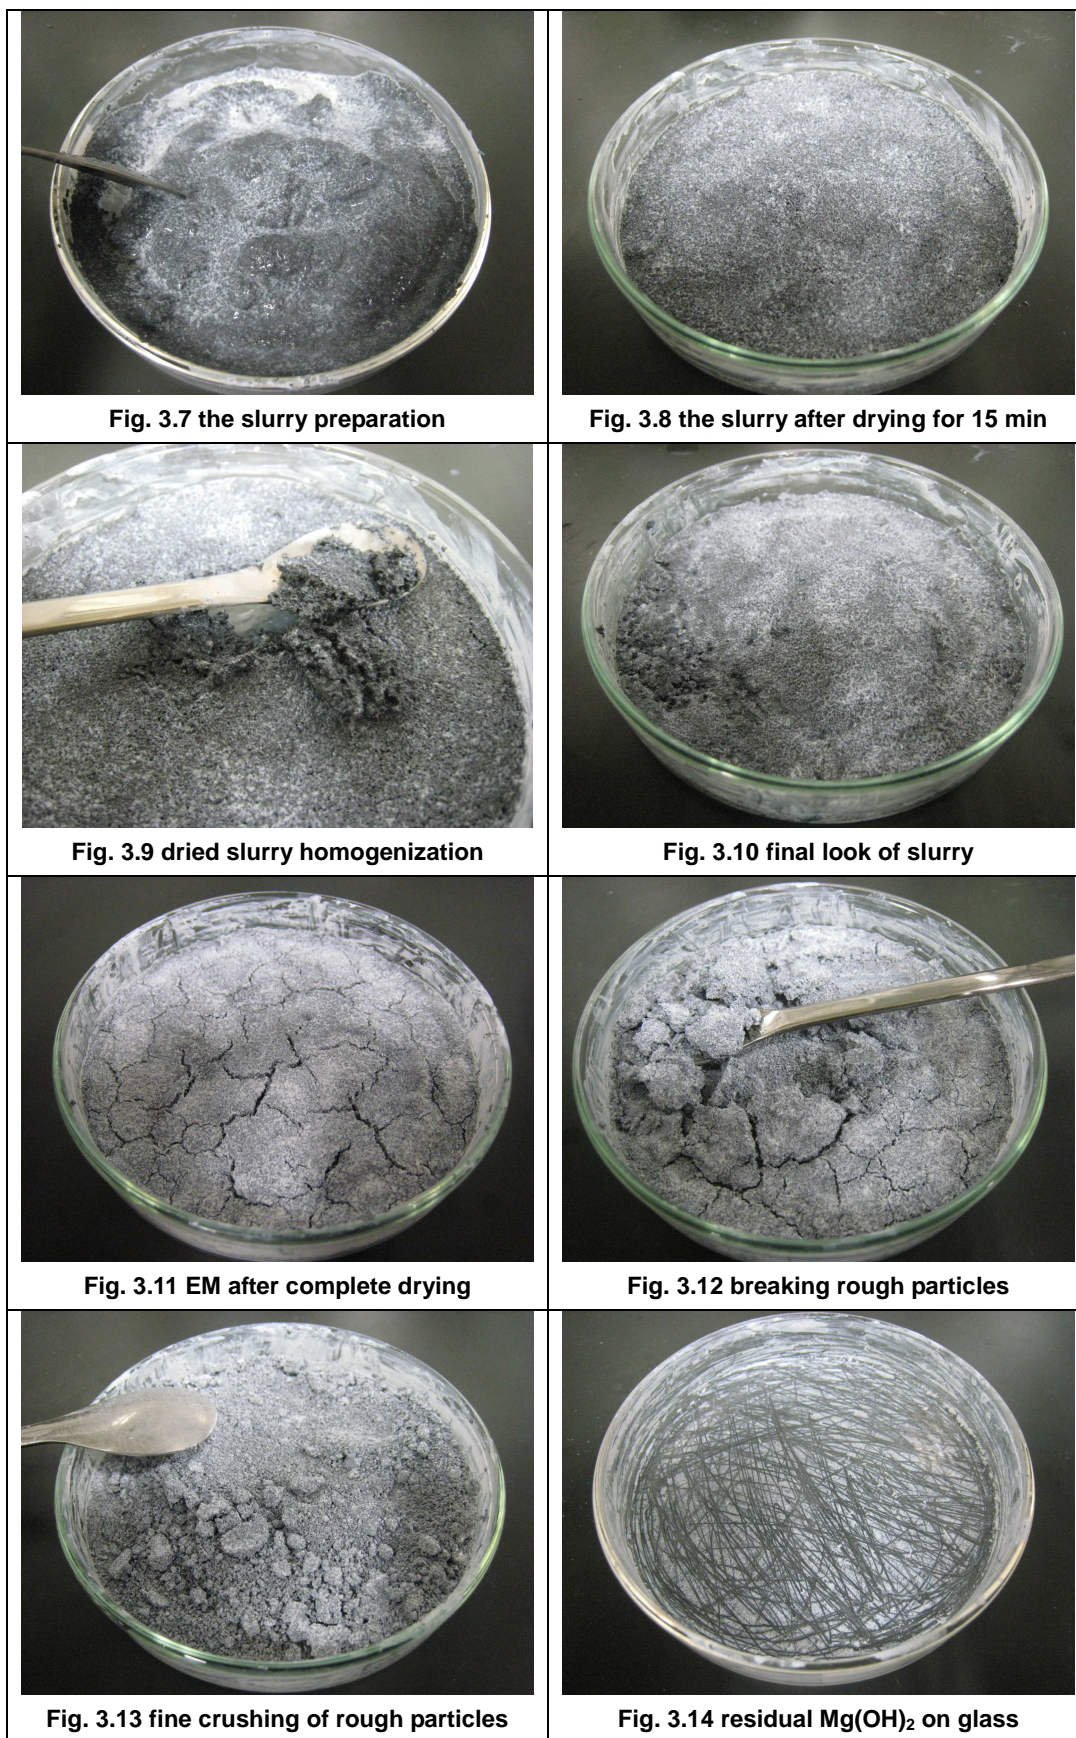 Fig. 3.7 the slurry preparation
Fig. 3.8 the slurry after drying for 15 min
Fig. 3.9 dried slurry homogenization
Fig. 3.10 final look of slurry
Fig. 3.11 EM after complete drying
Fig. 3.12 breaking rough particles
Fig. 3.13 fine crushing of rough particles
Fig. 3.14 residual Mg(OH)₂ on glass